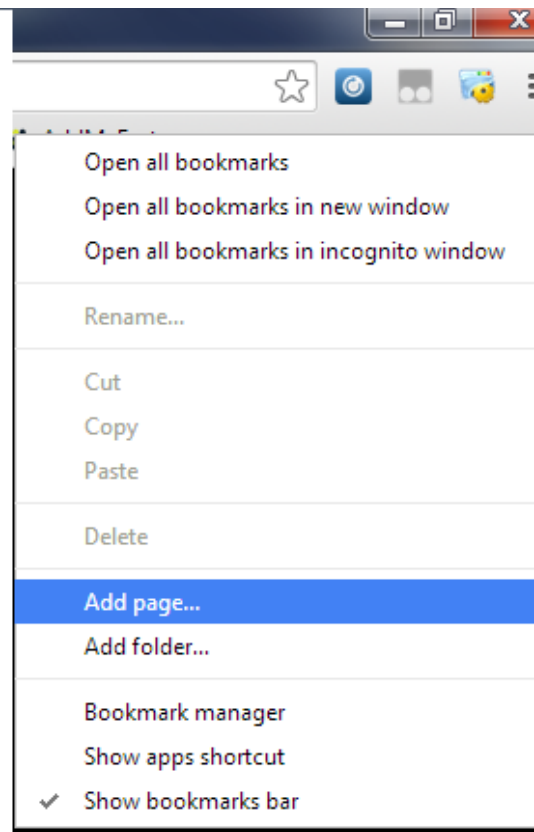 Open all bookmarks
Open all bookmarks in new window
Open all bookmarks in incognito window
Rename...
Cut
Copy
Paste
Delete
Add page...
Add folder...
Bookmark manager
Show apps shortcut
Show bookmarks bar